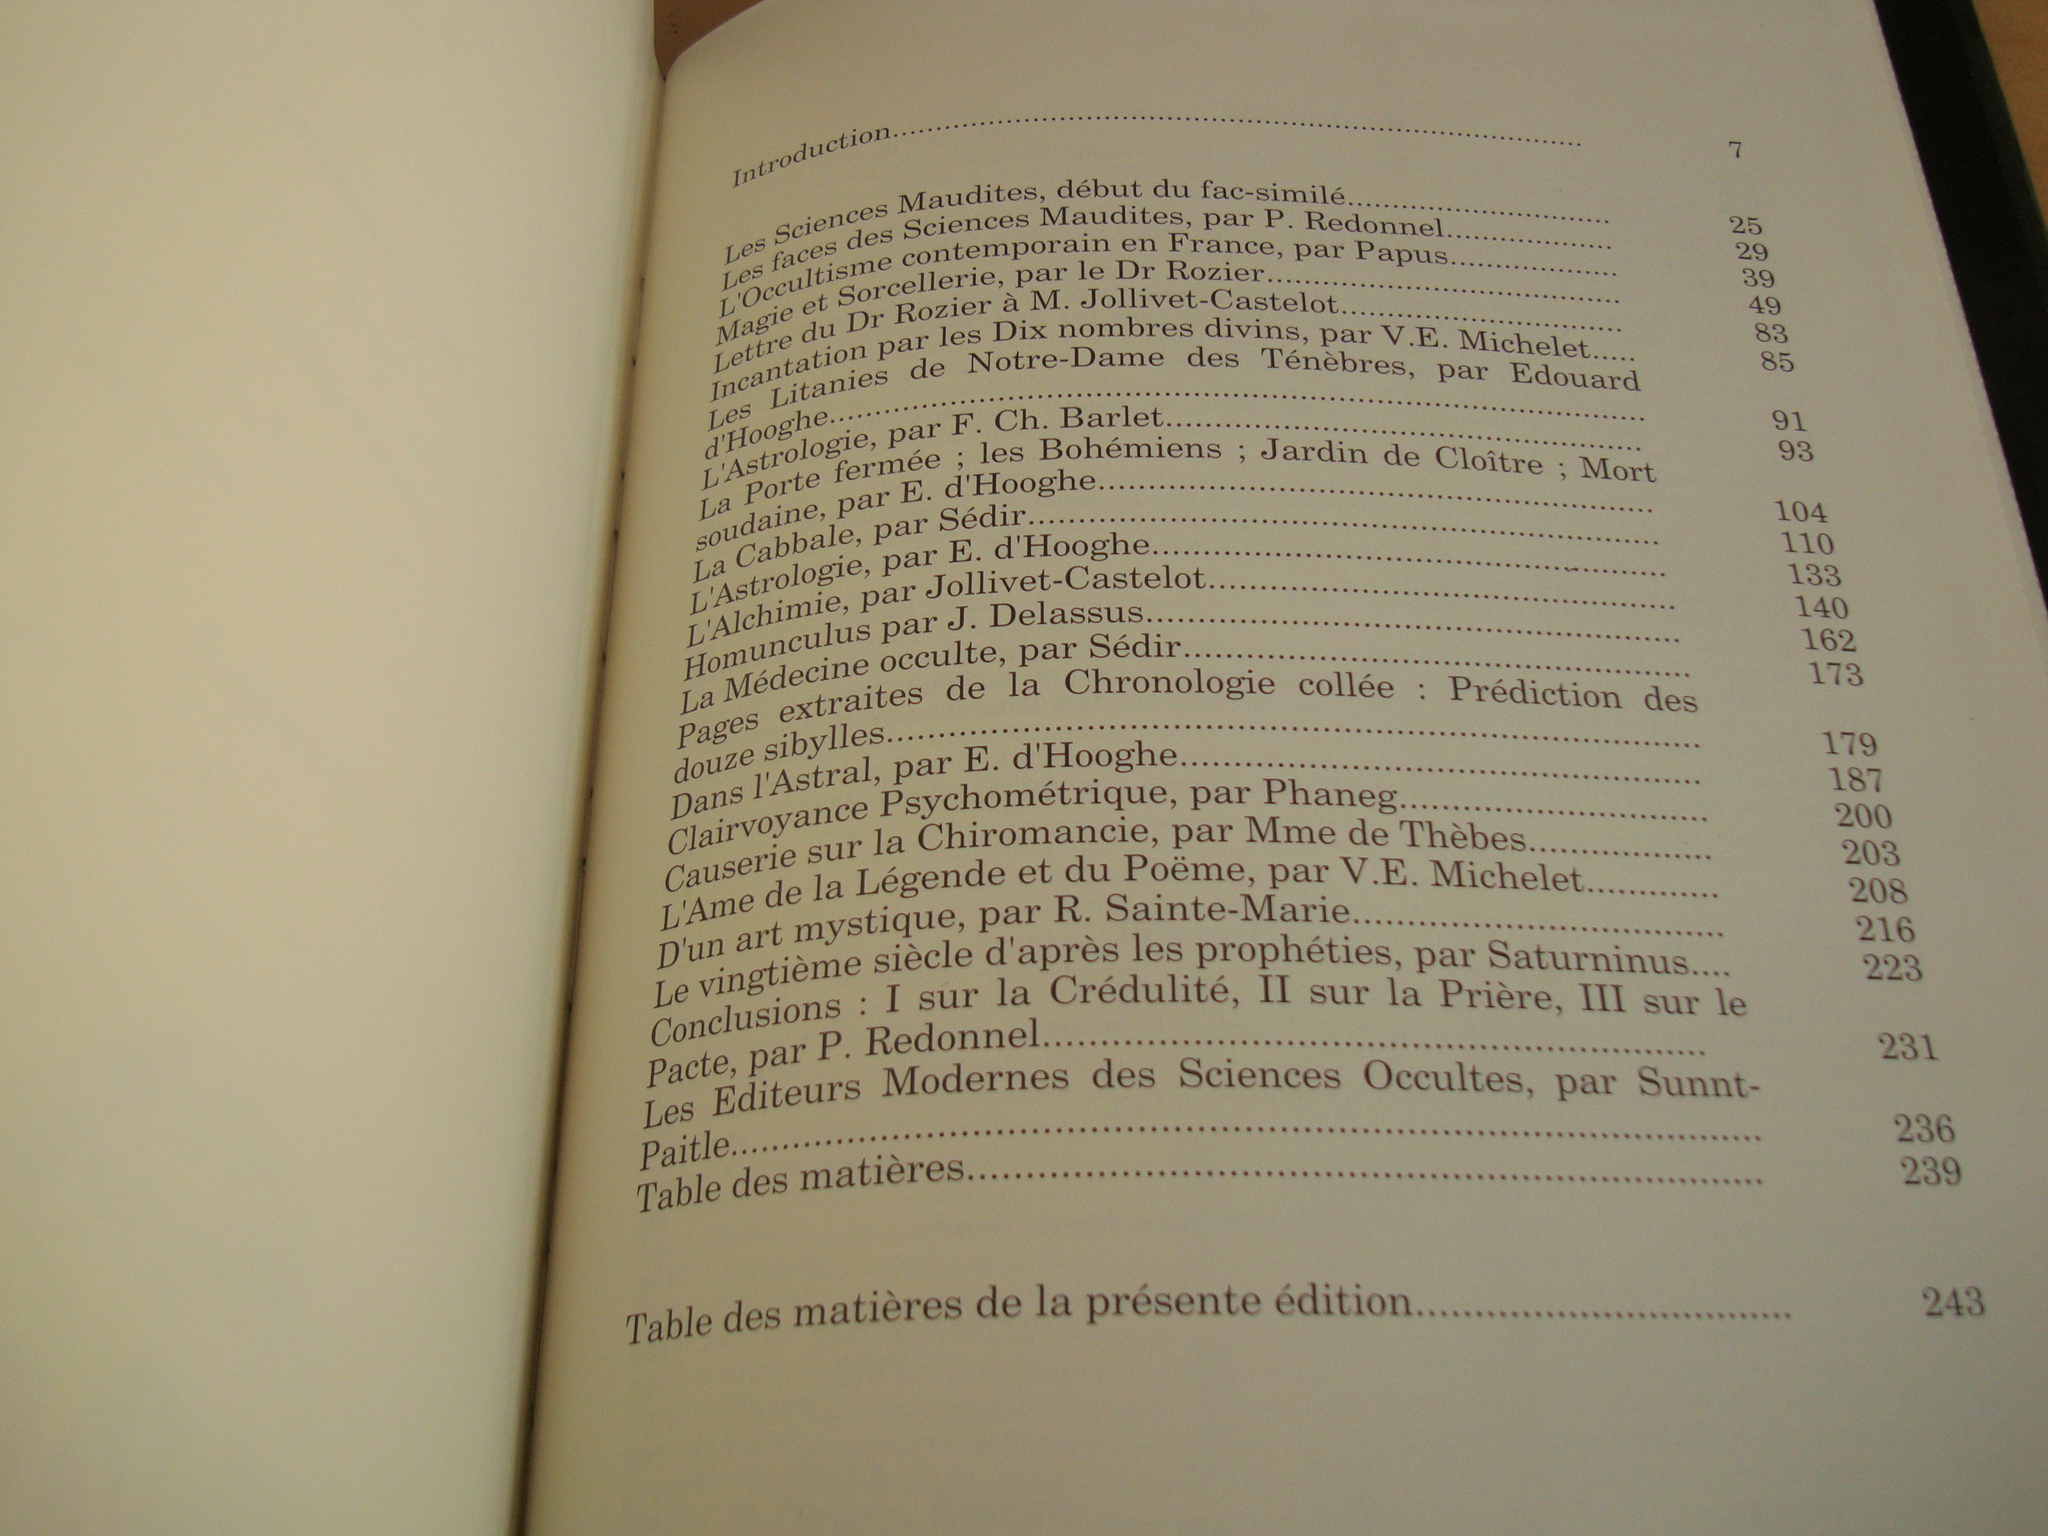 Introduction.......... 7
Les Sciences Maudites, début du fac-similé.......... 25
Les faces des Sciences Maudites, par P. Redonnel.......... 29
L'Occultisme contemporain en France, par Papus.......... 39
Magie et Sorcellerie, par le Dr Rozier.......... 49
Lettre du Dr Rozier à M. Jollivet-Castelot.......... 83
Incantation par les Dix nombres divins, par V.E. Michelet..... 85
Les Litanies de Notre-Dame des Ténèbres, par Edouard
d'Hooghe.......... 91
L'Astrologie, par F. Ch. Barlet.......... 93
La Porte fermée ; les Bohémiens ; Jardin de Cloître ; Mort
soudaine, par E. d'Hooghe.......... 104
La Cabbale, par Sédir.......... 110
L'Astrologie, par E. d'Hooghe.......... 133
L'Alchimie, par Jollivet-Castelot.......... 140
Homunculus par J. Delassus.......... 162
La Médecine occulte, par Sédir.......... 173
Pages extraites de la Chronologie collée : Prédiction des
douze sibylles.......... 179
Dans l'Astral, par E. d'Hooghe.......... 187
Clairvoyance Psychométrique, par Phaneg.......... 200
Causerie sur la Chiromancie, par Mme de Thèbes.......... 203
L'Ame de la Légende et du Poëme, par V.E. Michelet.......... 208
D'un art mystique, par R. Sainte-Marie.......... 216
Le vingtième siècle d'après les prophéties, par Saturninus.... 223
Conclusions : I sur la Crédulité, II sur la Prière, III sur le
Pacte, par P. Redonnel.......... 231
Les Editeurs Modernes des Sciences Occultes, par Sunnt-
Paitle.......... 236
Table des matières.......... 239
Table des matières de la présente édition.......... 243